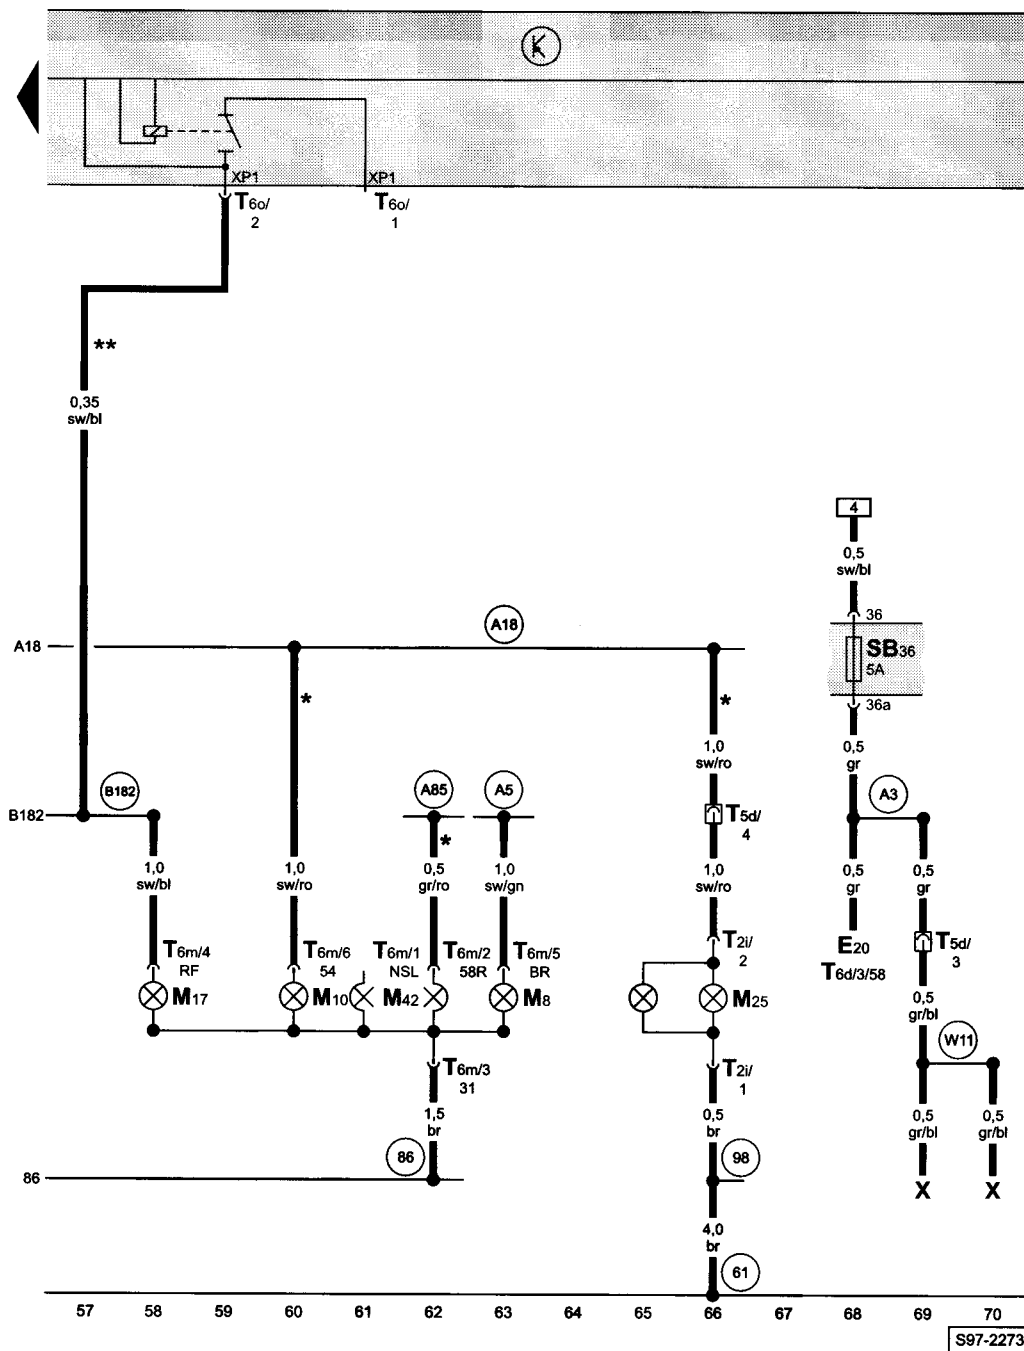 K
XP1 XP1
T6o/ T6o/
2 1
**
0,35
sw/bl
4
0,5
sw/bl
36
A18
A18
SB36
5A
*
*
36a
1,0
sw/ro
0,5
gr
B182
B182
A85 A5
A3
T5d/
4
*
1,0
sw/bl
1,0
sw/ro
0,5
gr/ro
1,0
sw/gn
1,0
sw/ro
0,5
gr
0,5
gr
T6m/4
RF
T6m/6
54
T6m/1
NSL
T6m/2
58R
T6m/5
BR
T2i/
2
E20
T6d/3/58
T5d/
3
M17 M10 M42 M8 M25
0,5
gr/bl
W11
T6m/3
31
T2i/
1
1,5
br
0,5
br
0,5
gr/bl
0,5
gr/bl
86
86
98
X X
4,0
br
61
57 58 59 60 61 62 63 64 65 66 67 68 69 70
S97-2273